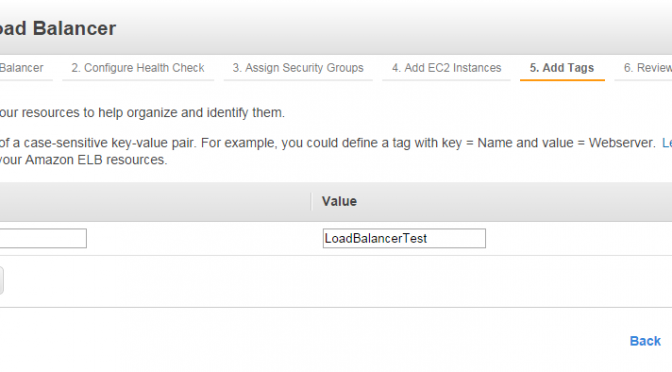 oad Balancer
Balancer 2. Configure Health Check 3. Assign Security Groups 4. Add EC2 Instances 5. Add Tags 6. Review
our resources to help organize and identify them.
of a case-sensitive key-value pair. For example, you could define a tag with key = Name and value = Webserver. Le
your Amazon ELB resources.
Value
LoadBalancerTest
Back